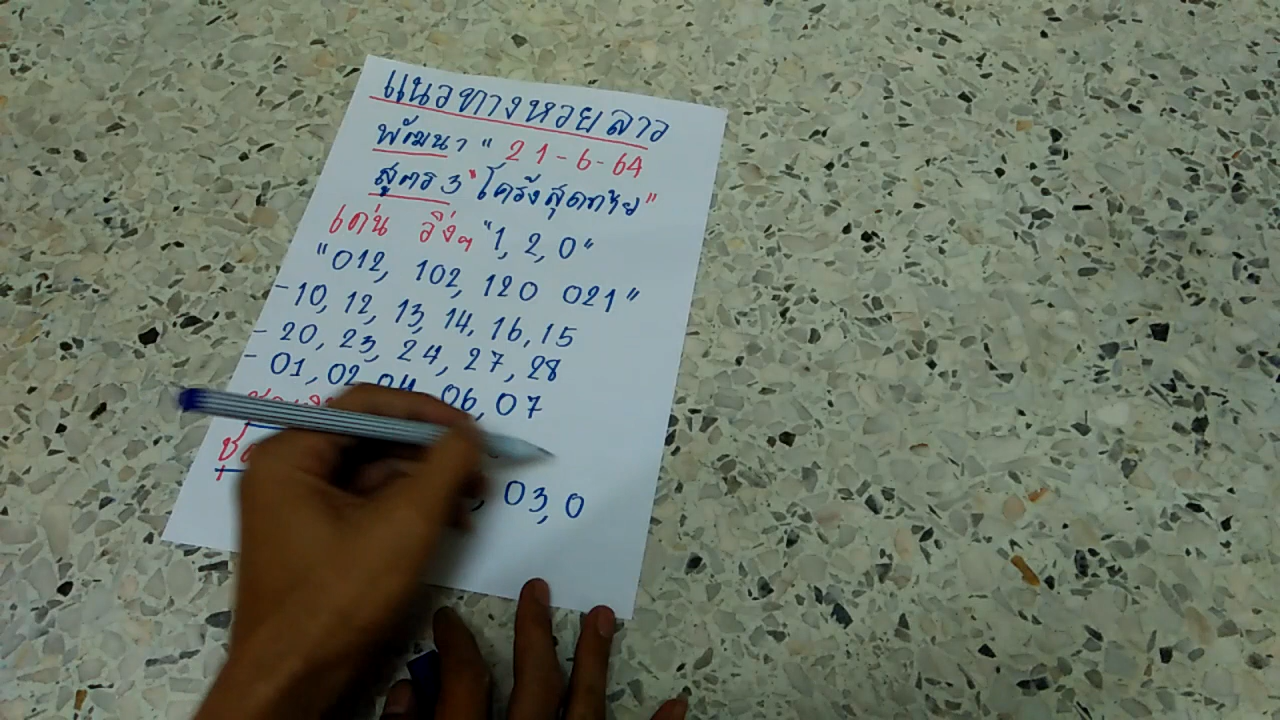 แนวทางหวยลาว
พัฒนา " 21-6-64
สูตร 3 "โค้รงสุดท้าย"
เด่น วิ่งๆ "1, 2, 0"
"012, 102, 120 021"
- 10, 12, 13, 14, 16, 15
- 20, 23, 24, 27, 28
- 01, 02 04 06, 07
03, 0